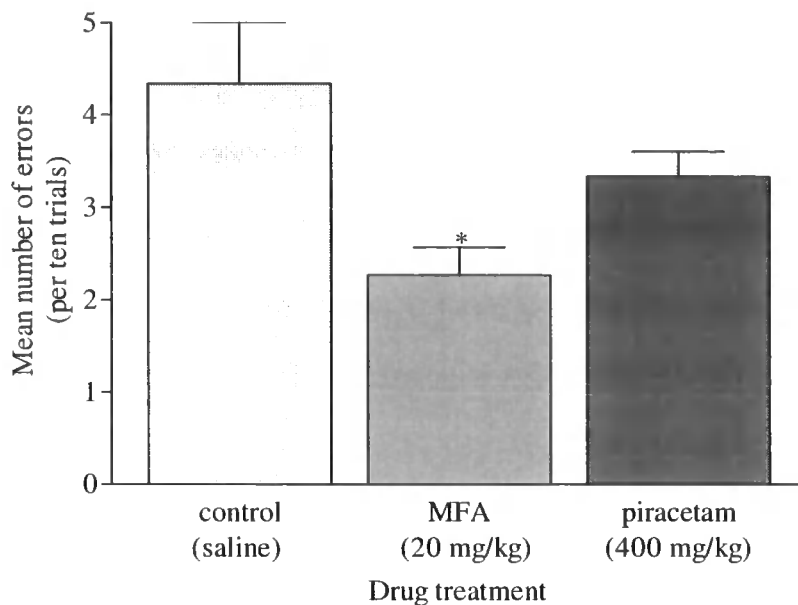 Mean number of errors
(per ten trials)
5
4
3
2
1
0
*
control
(saline)
MFA
(20 mg/kg)
piracetam
(400 mg/kg)
Drug treatment